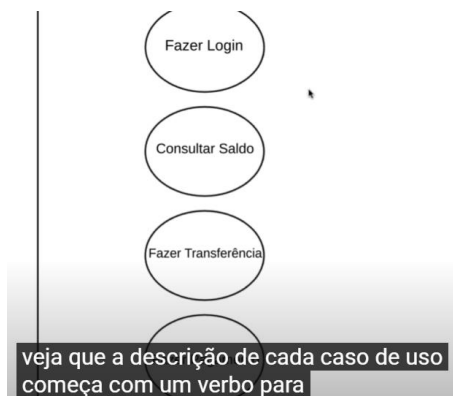 Fazer Login
Consultar Saldo
Fazer Transferência
veja que a descrição de cada caso de uso
começa com um verbo para